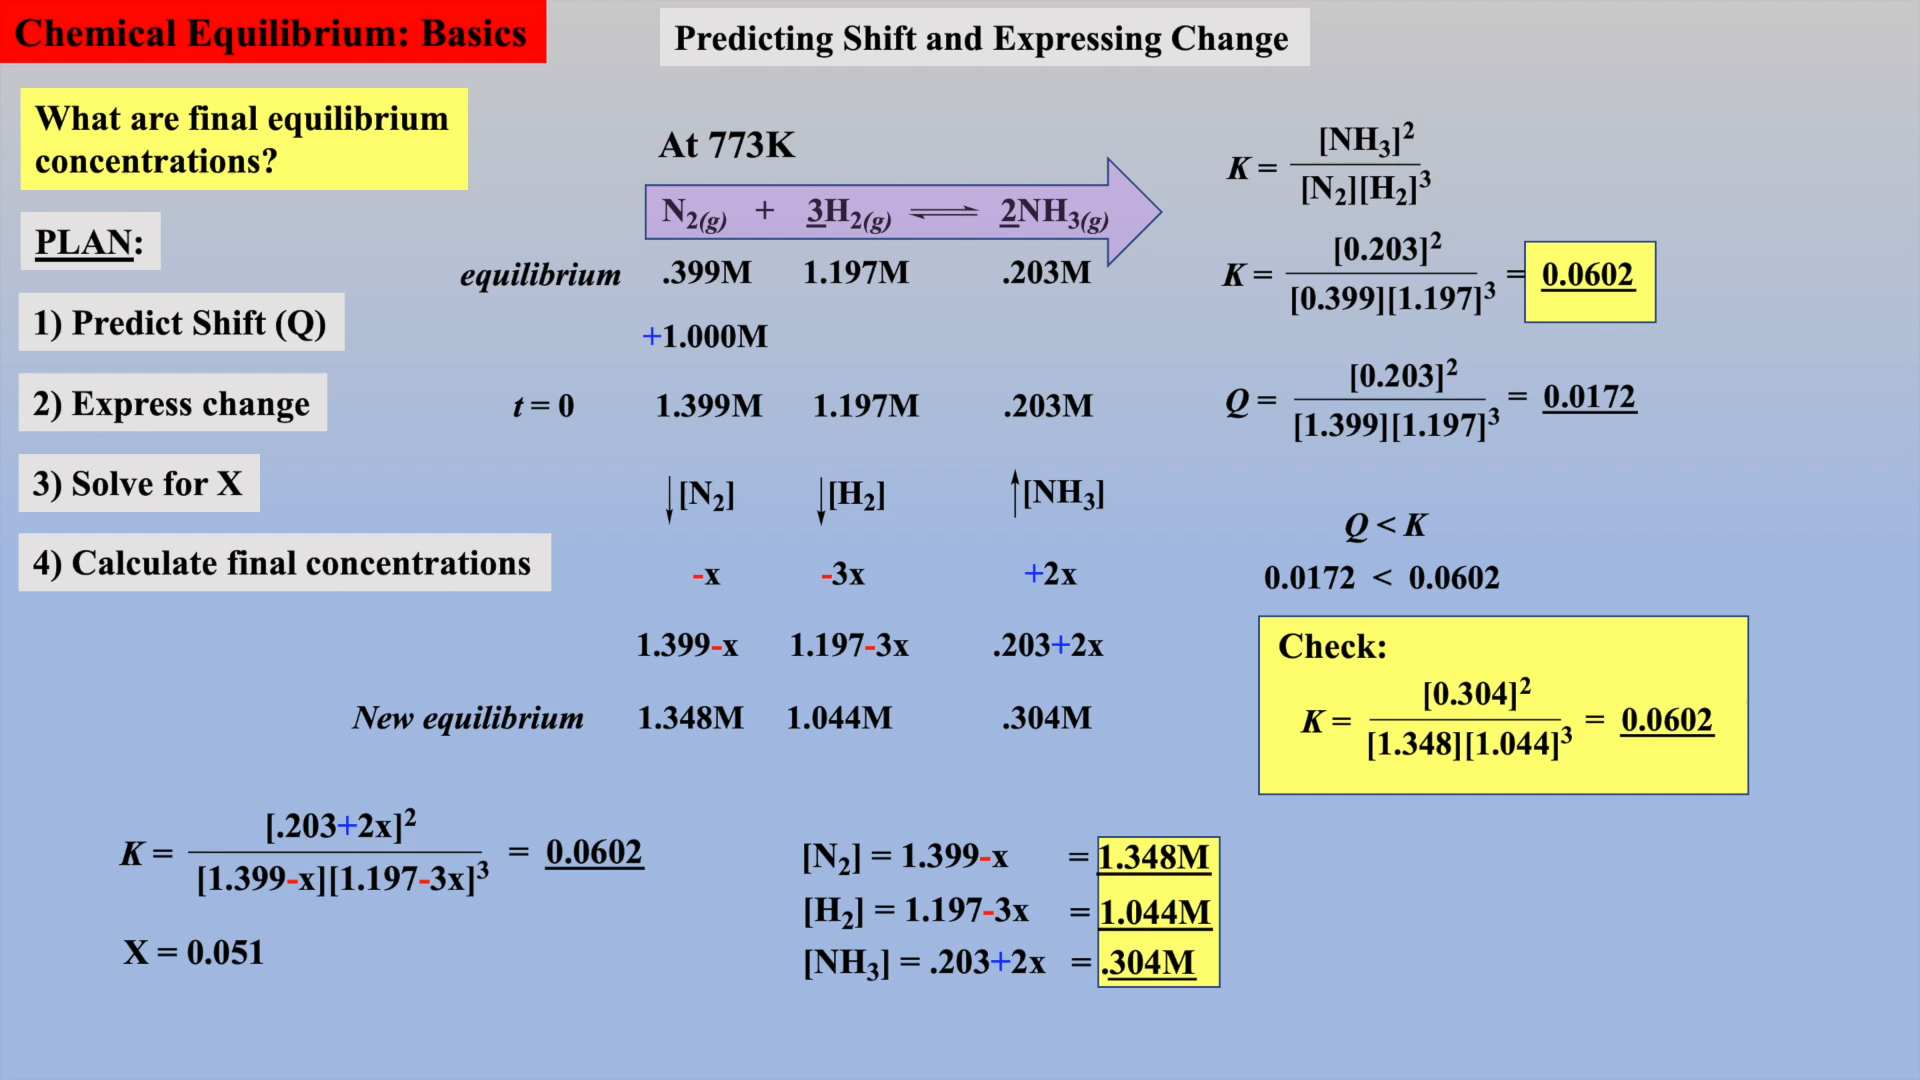 Chemical Equilibrium: Basics
Predicting Shift and Expressing Change
What are final equilibrium
concentrations?
PLAN:
1) Predict Shift (Q)
2) Express change
3) Solve for X
4) Calculate final concentrations
At 773K
N₂(g) + 3H₂(g) ⇌ 2NH₃(g)
equilibrium .399M 1.197M .203M
+1.000M
t = 0 1.399M 1.197M .203M
↓[N₂] ↓[H₂] ↑[NH₃]
-x -3x +2x
1.399-x 1.197-3x .203+2x
New equilibrium 1.348M 1.044M .304M
K = [NH₃]² / [N₂][H₂]³
K = [0.203]² / [0.399][1.197]³ = 0.0602
Q = [0.203]² / [1.399][1.197]³ = 0.0172
Q < K
0.0172 < 0.0602
Check:
K = [0.304]² / [1.348][1.044]³ = 0.0602
K = [.203+2x]² / [1.399-x][1.197-3x]³ = 0.0602
X = 0.051
[N₂] = 1.399-x = 1.348M
[H₂] = 1.197-3x = 1.044M
[NH₃] = .203+2x = .304M